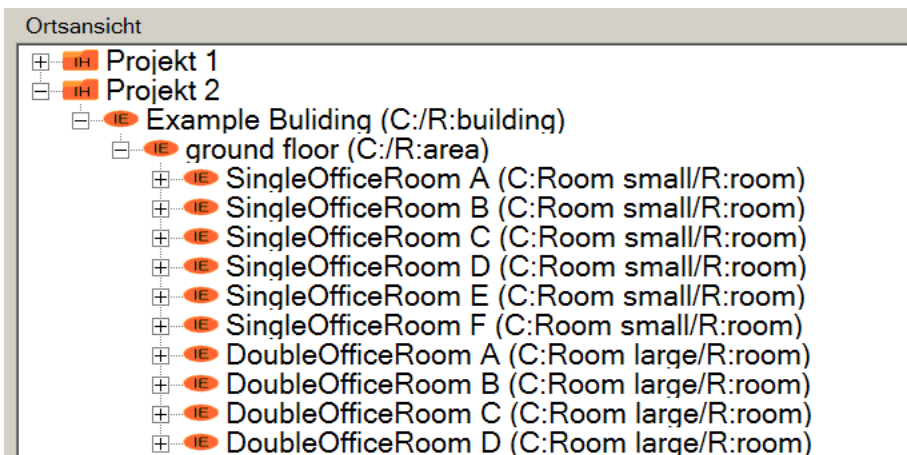 Ortsansicht
IH Projekt 1
IH Projekt 2
IE Example Buliding (C:/R:building)
IE ground floor (C:/R:area)
IE SingleOfficeRoom A (C:Room small/R:room)
IE SingleOfficeRoom B (C:Room small/R:room)
IE SingleOfficeRoom C (C:Room small/R:room)
IE SingleOfficeRoom D (C:Room small/R:room)
IE SingleOfficeRoom E (C:Room small/R:room)
IE SingleOfficeRoom F (C:Room small/R:room)
IE DoubleOfficeRoom A (C:Room large/R:room)
IE DoubleOfficeRoom B (C:Room large/R:room)
IE DoubleOfficeRoom C (C:Room large/R:room)
IE DoubleOfficeRoom D (C:Room large/R:room)